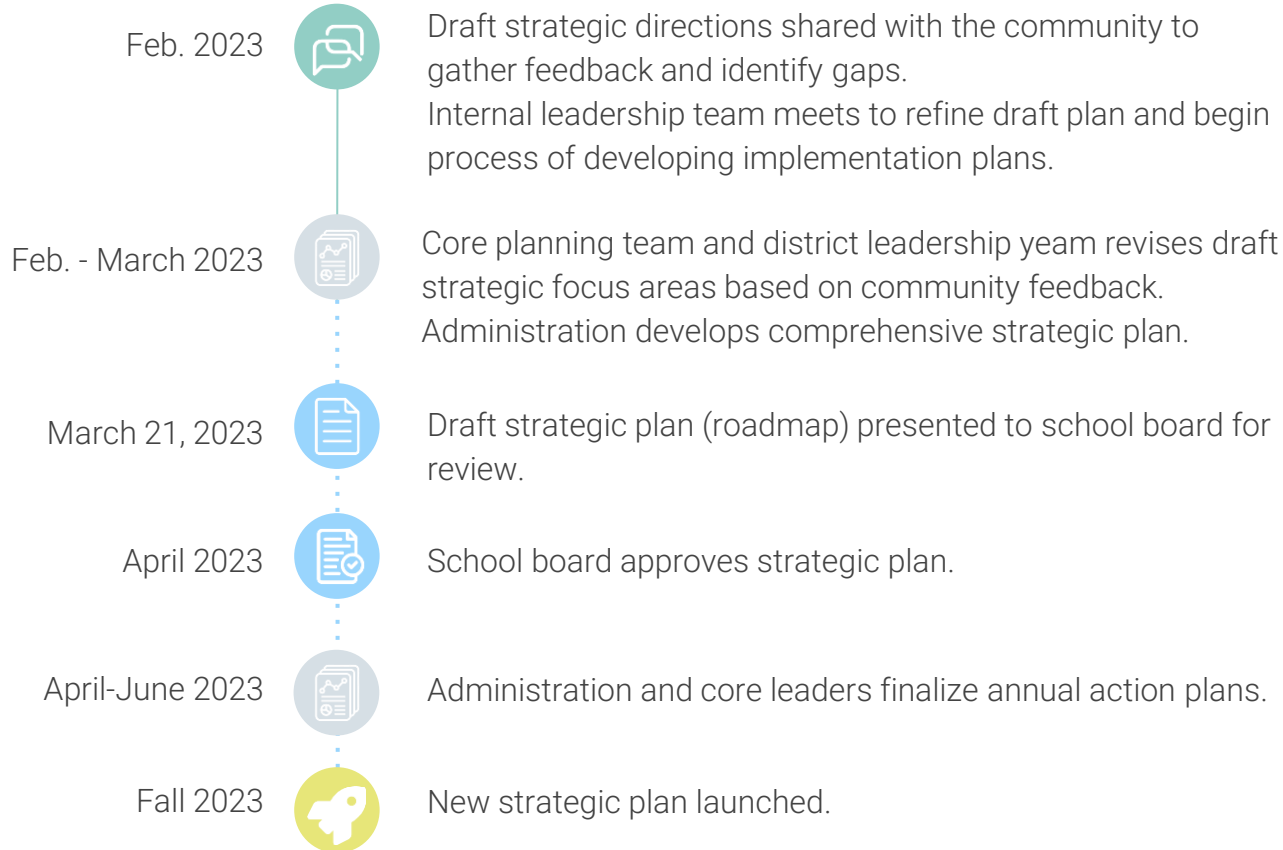 Feb. 2023
Draft strategic directions shared with the community to
gather feedback and identify gaps.
Internal leadership team meets to refine draft plan and begin
process of developing implementation plans.
Feb. - March 2023
Core planning team and district leadership yeam revises draft
strategic focus areas based on community feedback.
Administration develops comprehensive strategic plan.
March 21, 2023
Draft strategic plan (roadmap) presented to school board for
review.
April 2023
School board approves strategic plan.
April-June 2023
Administration and core leaders finalize annual action plans.
Fall 2023
New strategic plan launched.